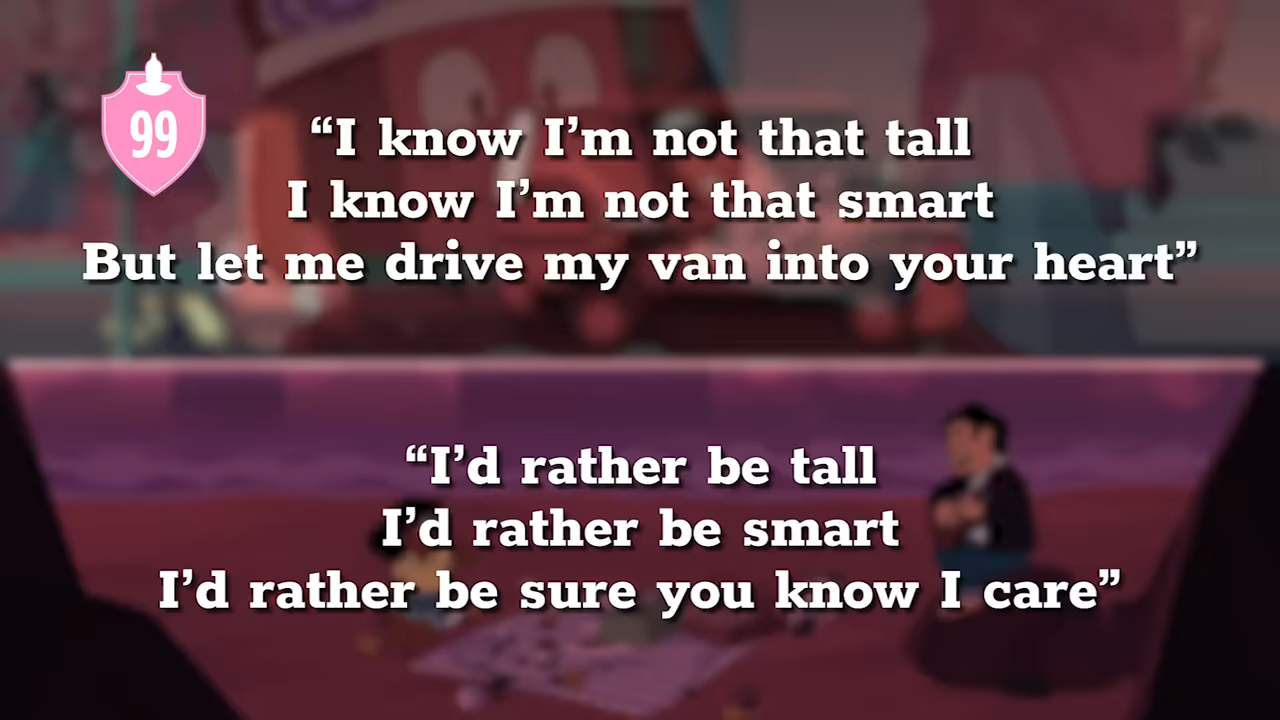 99
“I know I’m not that tall
I know I’m not that smart
But let me drive my van into your heart”
“I’d rather be tall
I’d rather be smart
I’d rather be sure you know I care”